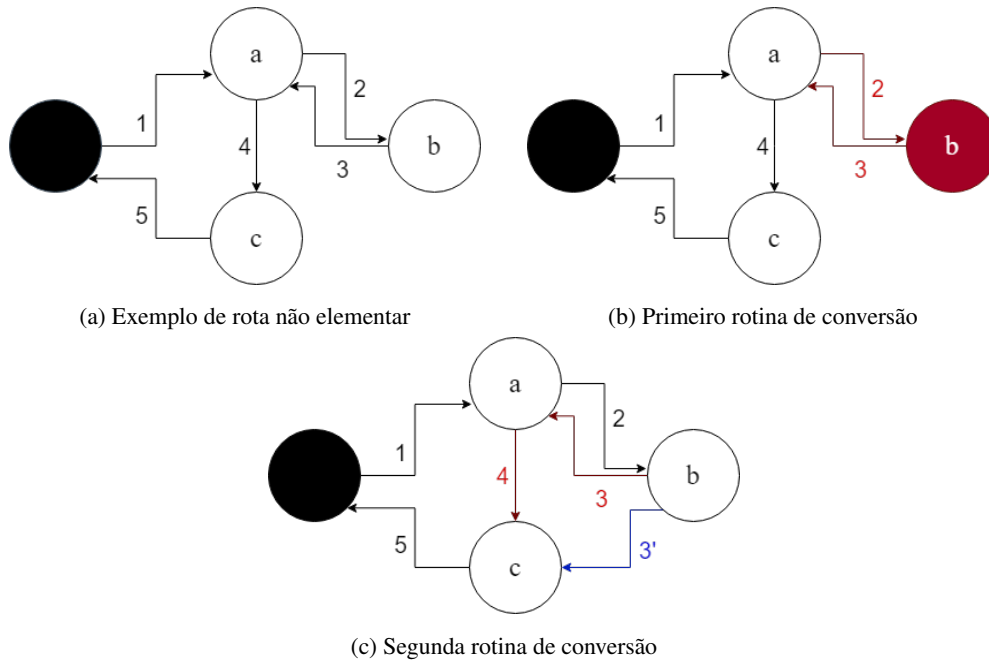 a
1
2
b
4
3
5
c
(a) Exemplo de rota não elementar
a
1
2
b
4
3
5
c
(b) Primeiro rotina de conversão
a
1
2
b
4
3
5
3'
c
(c) Segunda rotina de conversão